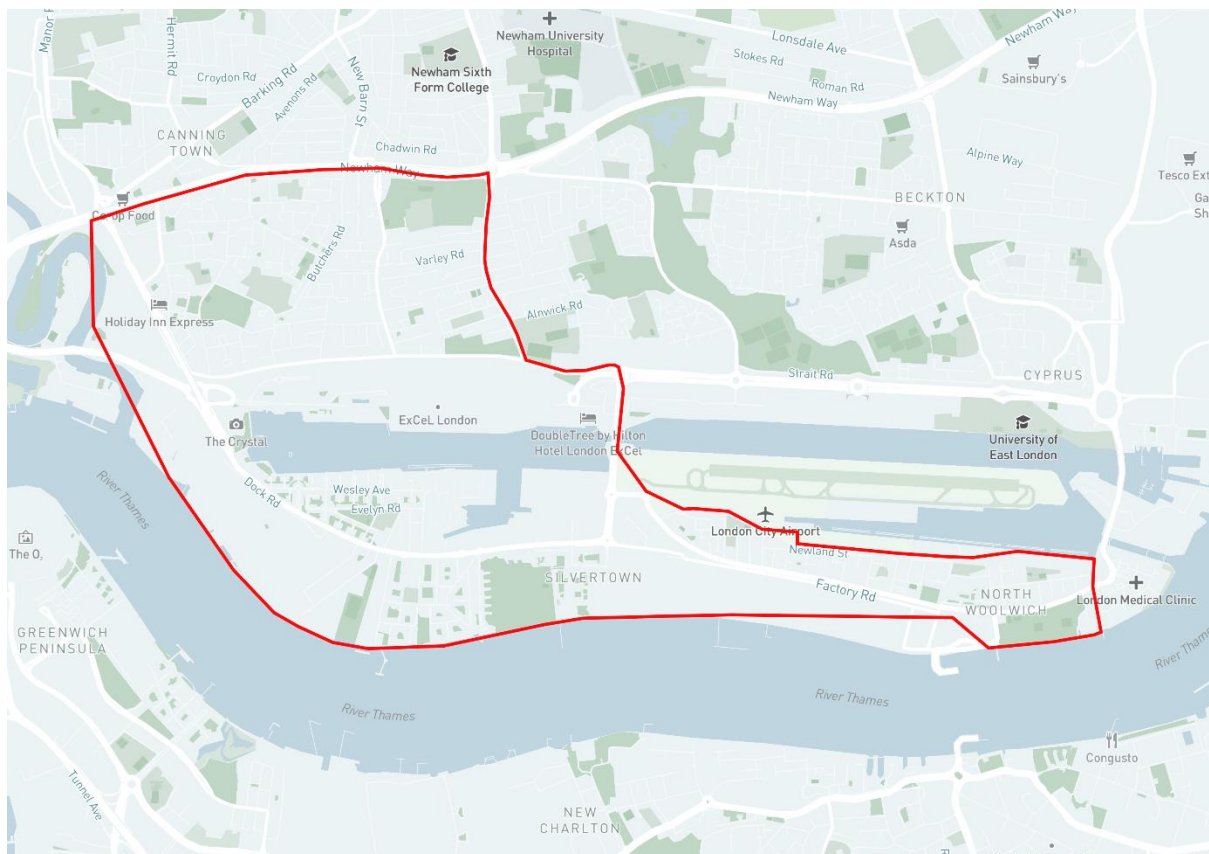 Manor
Hermit Rd
Newham University
Hospital
Lonsdale Ave
Newham Way
Stokes Rd
Newham Sixth
Form College
Croydon Rd
Barking Rd
Avenons Rd
New Barn St
Roman Rd
Sainsbury's
Newham Way
CANNING
TOWN
Chadwin Rd
Newham Way
Alpine Way
Tesco Ext
BECKTON
Ga
Sh
Co-op Food
Asda
Butchers Rd
Varley Rd
Alnwick Rd
Holiday Inn Express
Strait Rd
CYPRUS
ExCeL London
The Crystal
DoubleTree by Hilton
Hotel London ExCel
University of
East London
River Thames
Dock Rd
Wesley Ave
Evelyn Rd
London City Airport
The O₂
Newland St
SILVERTOWN
Factory Rd
NORTH
WOOLWICH
London Medical Clinic
GREENWICH
PENINSULA
River Thames
River Thames
River Thames
Congusto
Tunnel Ave
NEW
CHARLTON